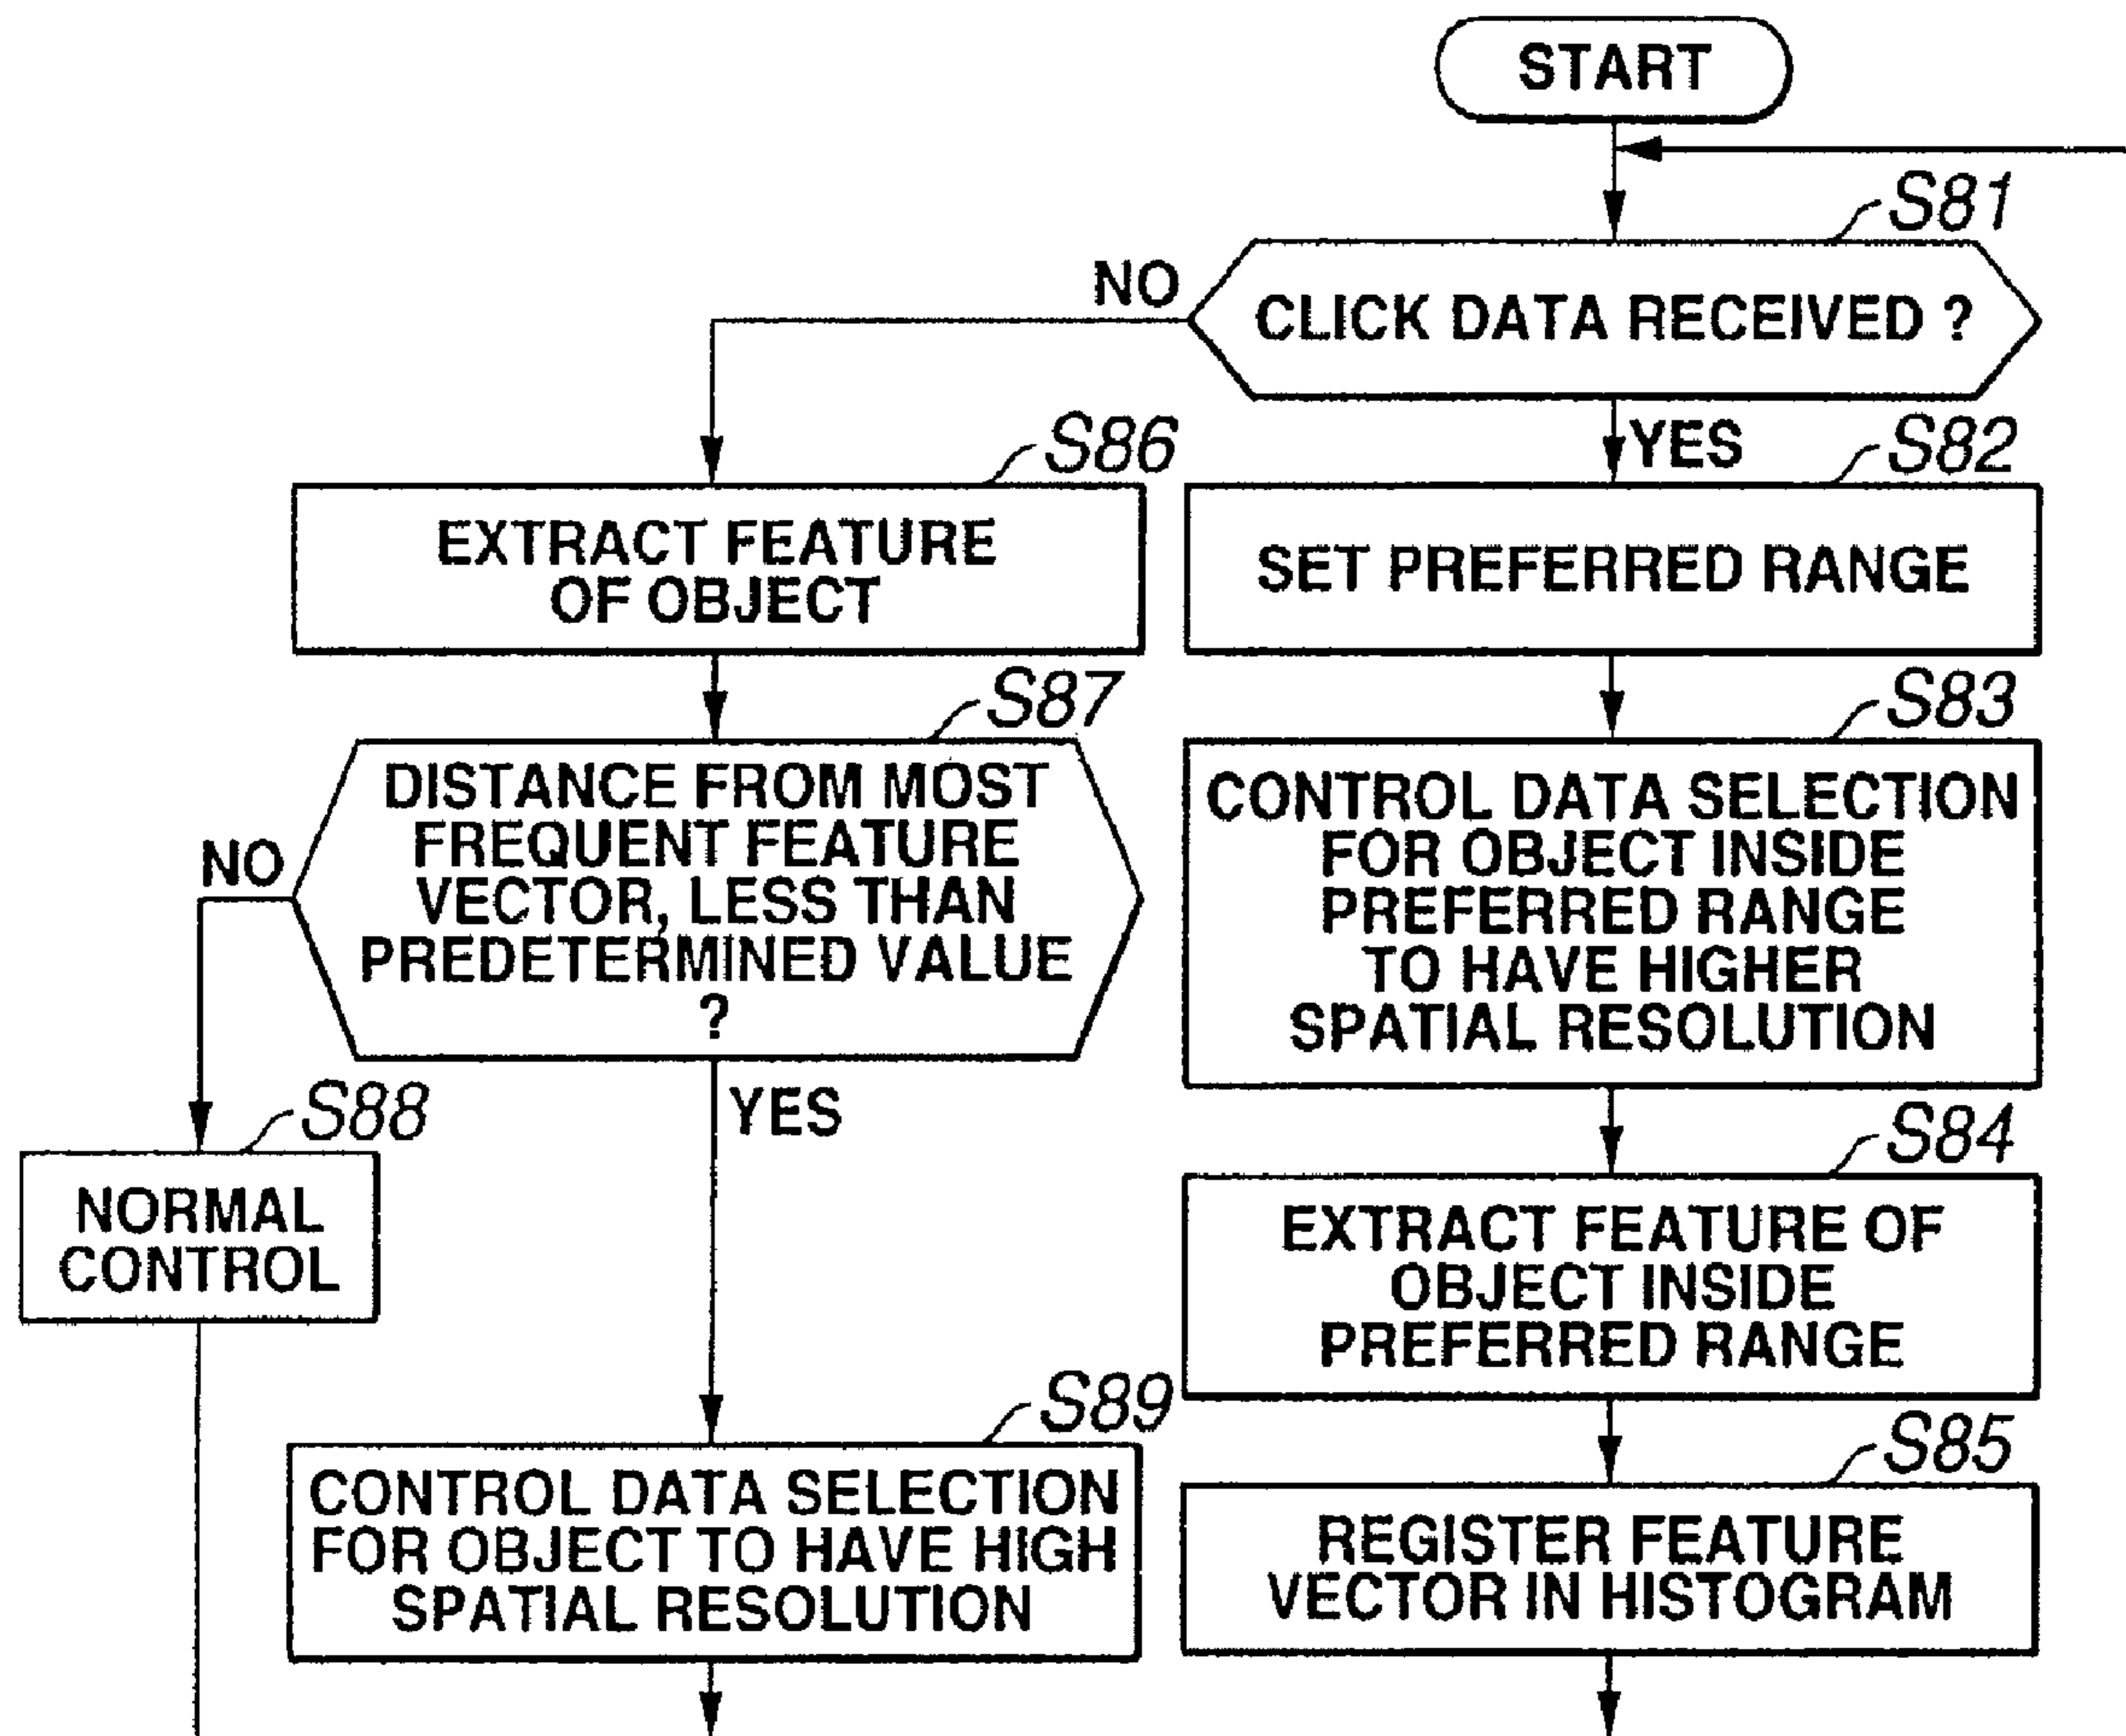 START
S81
NO
CLICK DATA RECEIVED ?
S86
YES
S82
EXTRACT FEATURE
OF OBJECT
SET PREFERRED RANGE
S87
S83
DISTANCE FROM MOST
FREQUENT FEATURE
VECTOR, LESS THAN
PREDETERMINED VALUE
?
NO
CONTROL DATA SELECTION
FOR OBJECT INSIDE
PREFERRED RANGE
TO HAVE HIGHER
SPATIAL RESOLUTION
S88
YES
S84
NORMAL
CONTROL
EXTRACT FEATURE OF
OBJECT INSIDE
PREFERRED RANGE
S89
S85
CONTROL DATA SELECTION
FOR OBJECT TO HAVE HIGH
SPATIAL RESOLUTION
REGISTER FEATURE
VECTOR IN HISTOGRAM